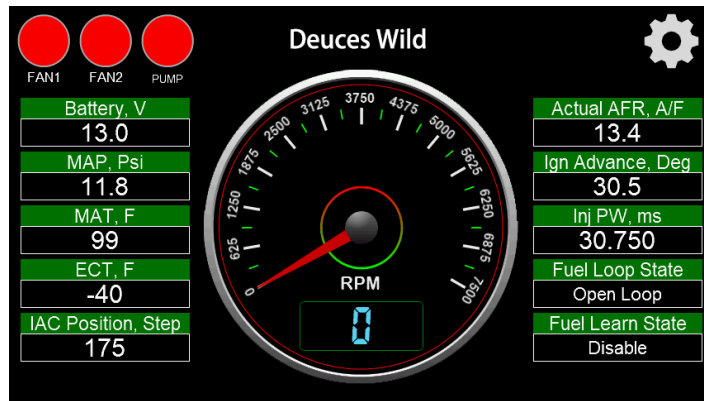 Deuces Wild
FAN1 FAN2 PUMP
Battery, V
13.0
MAP, Psi
11.8
MAT, F
99
ECT, F
-40
IAC Position, Step
175
0
625
1250
1875
2500
3125
3750
4375
5000
5625
6250
6875
7500
RPM
0
Actual AFR, A/F
13.4
Ign Advance, Deg
30.5
Inj PW, ms
30.750
Fuel Loop State
Open Loop
Fuel Learn State
Disable